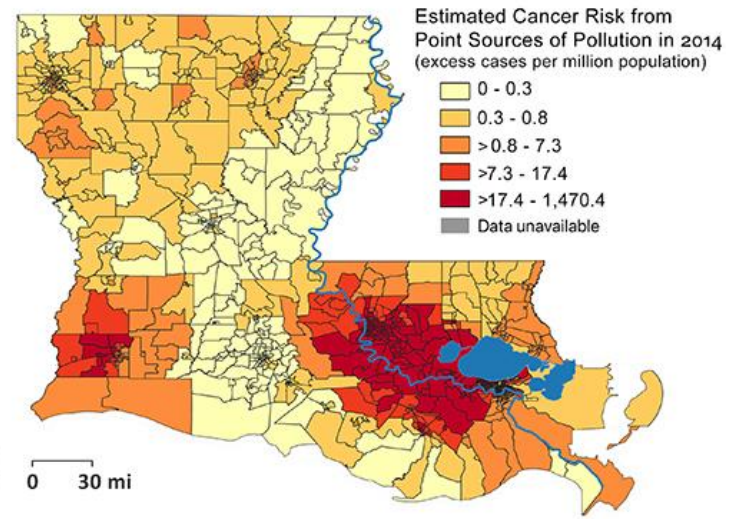 Estimated Cancer Risk from
Point Sources of Pollution in 2014
(excess cases per million population)
0 - 0.3
0.3 - 0.8
>0.8 - 7.3
>7.3 - 17.4
>17.4 - 1,470.4
Data unavailable
0 30 mi